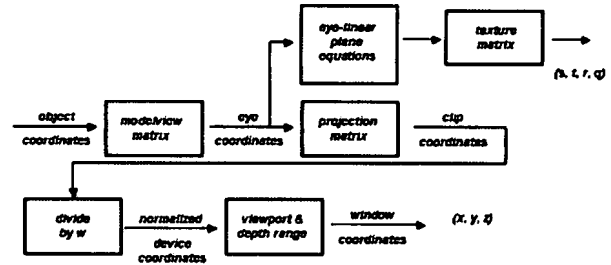 eye-linear
plane
equations
texture
matrix
(s, t, r, q)
object
coordinates
modelview
matrix
eye
coordinates
projection
matrix
clip
coordinates
divide
by w
normalized
device
coordinates
viewport &
depth range
window
coordinates
(x, y, z)